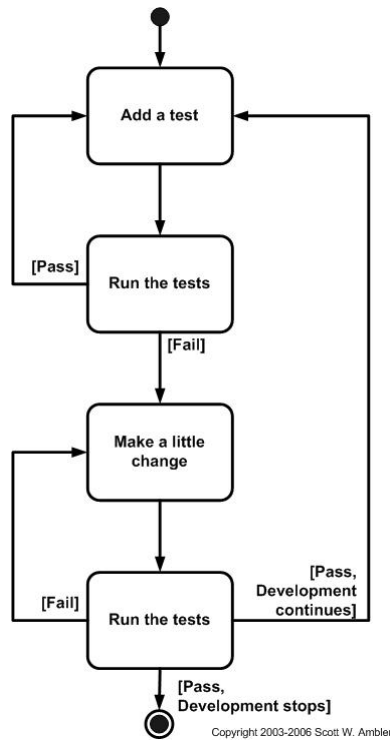 Add a test
[Pass]
Run the tests
[Fail]
Make a little
change
[Fail]
Run the tests
[Pass,
Development
continues]
[Pass,
Development stops]
Copyright 2003-2006 Scott W. Ambler